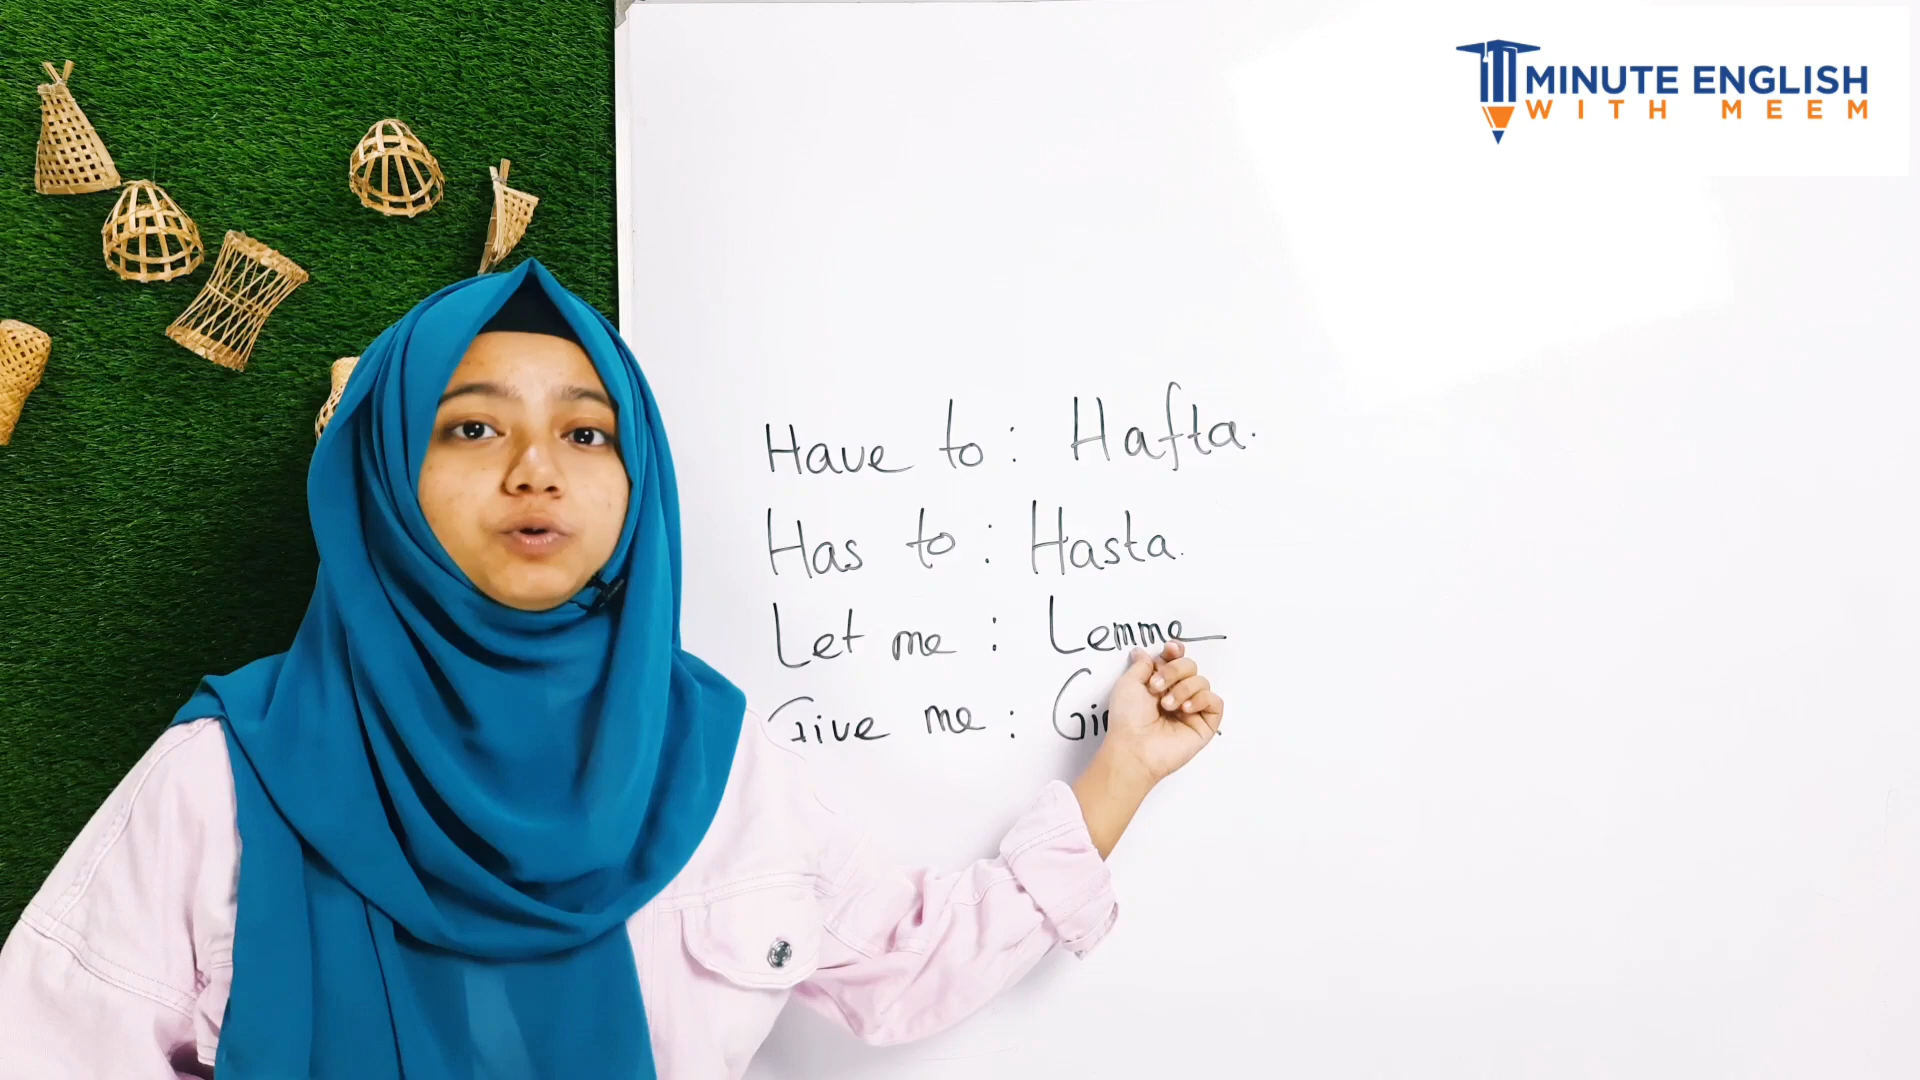 MINUTE ENGLISH
WITH MEEM
Have to : Hafta.
Has to : Hasta.
Let me : Lemme
Give me :